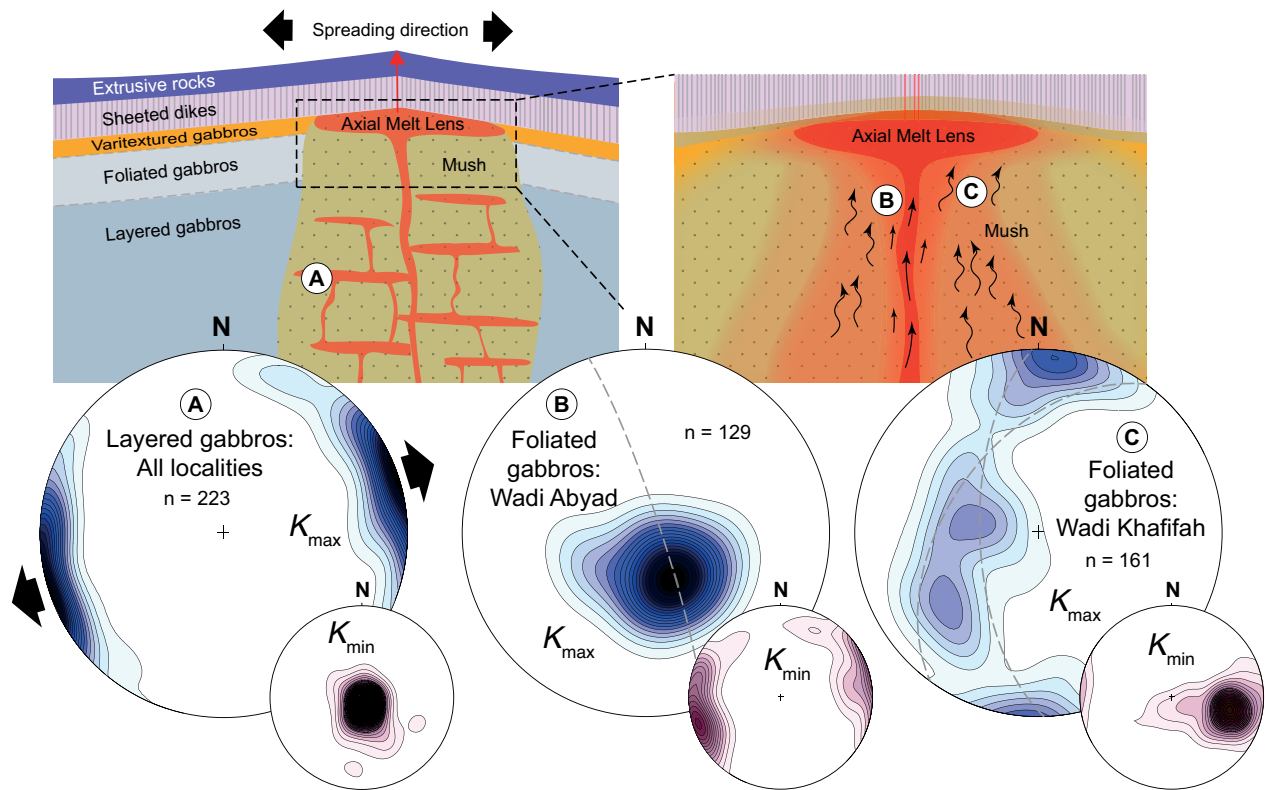 Spreading direction
Extrusive rocks
Sheeted dikes
Varitextured gabbros
Foliated gabbros
Layered gabbros
Axial Melt Lens
Mush
A
Axial Melt Lens
B
C
Mush
N
A
Layered gabbros:
All localities
n = 223
Kmax
N
Kmin
N
B
Foliated
gabbros:
Wadi Abyad
n = 129
Kmax
N
Kmin
N
C
Foliated
gabbros:
Wadi Khafifah
n = 161
Kmax
N
Kmin